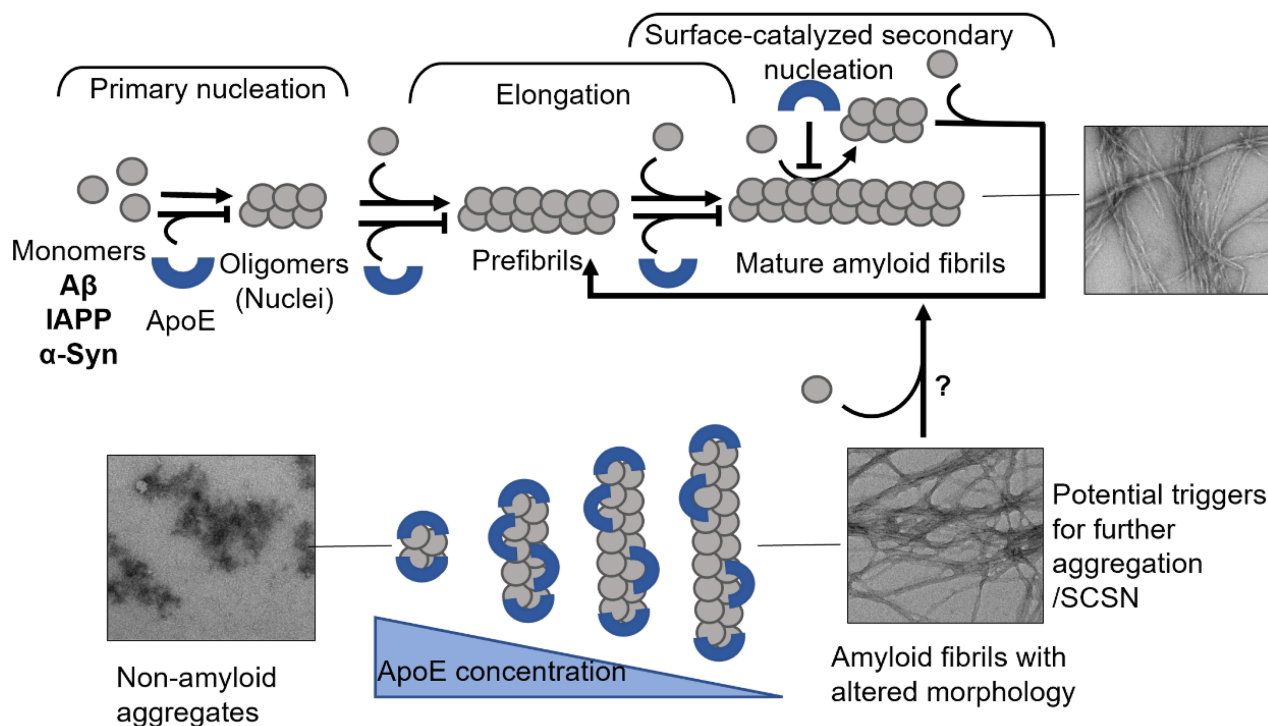 Surface-catalyzed secondary
nucleation
Primary nucleation
Elongation
Monomers
Aβ
IAPP
α-Syn
ApoE
Oligomers
(Nuclei)
Prefibrils
Mature amyloid fibrils
?
Potential triggers
for further
aggregation
/SCSN
ApoE concentration
Non-amyloid
aggregates
Amyloid fibrils with
altered morphology